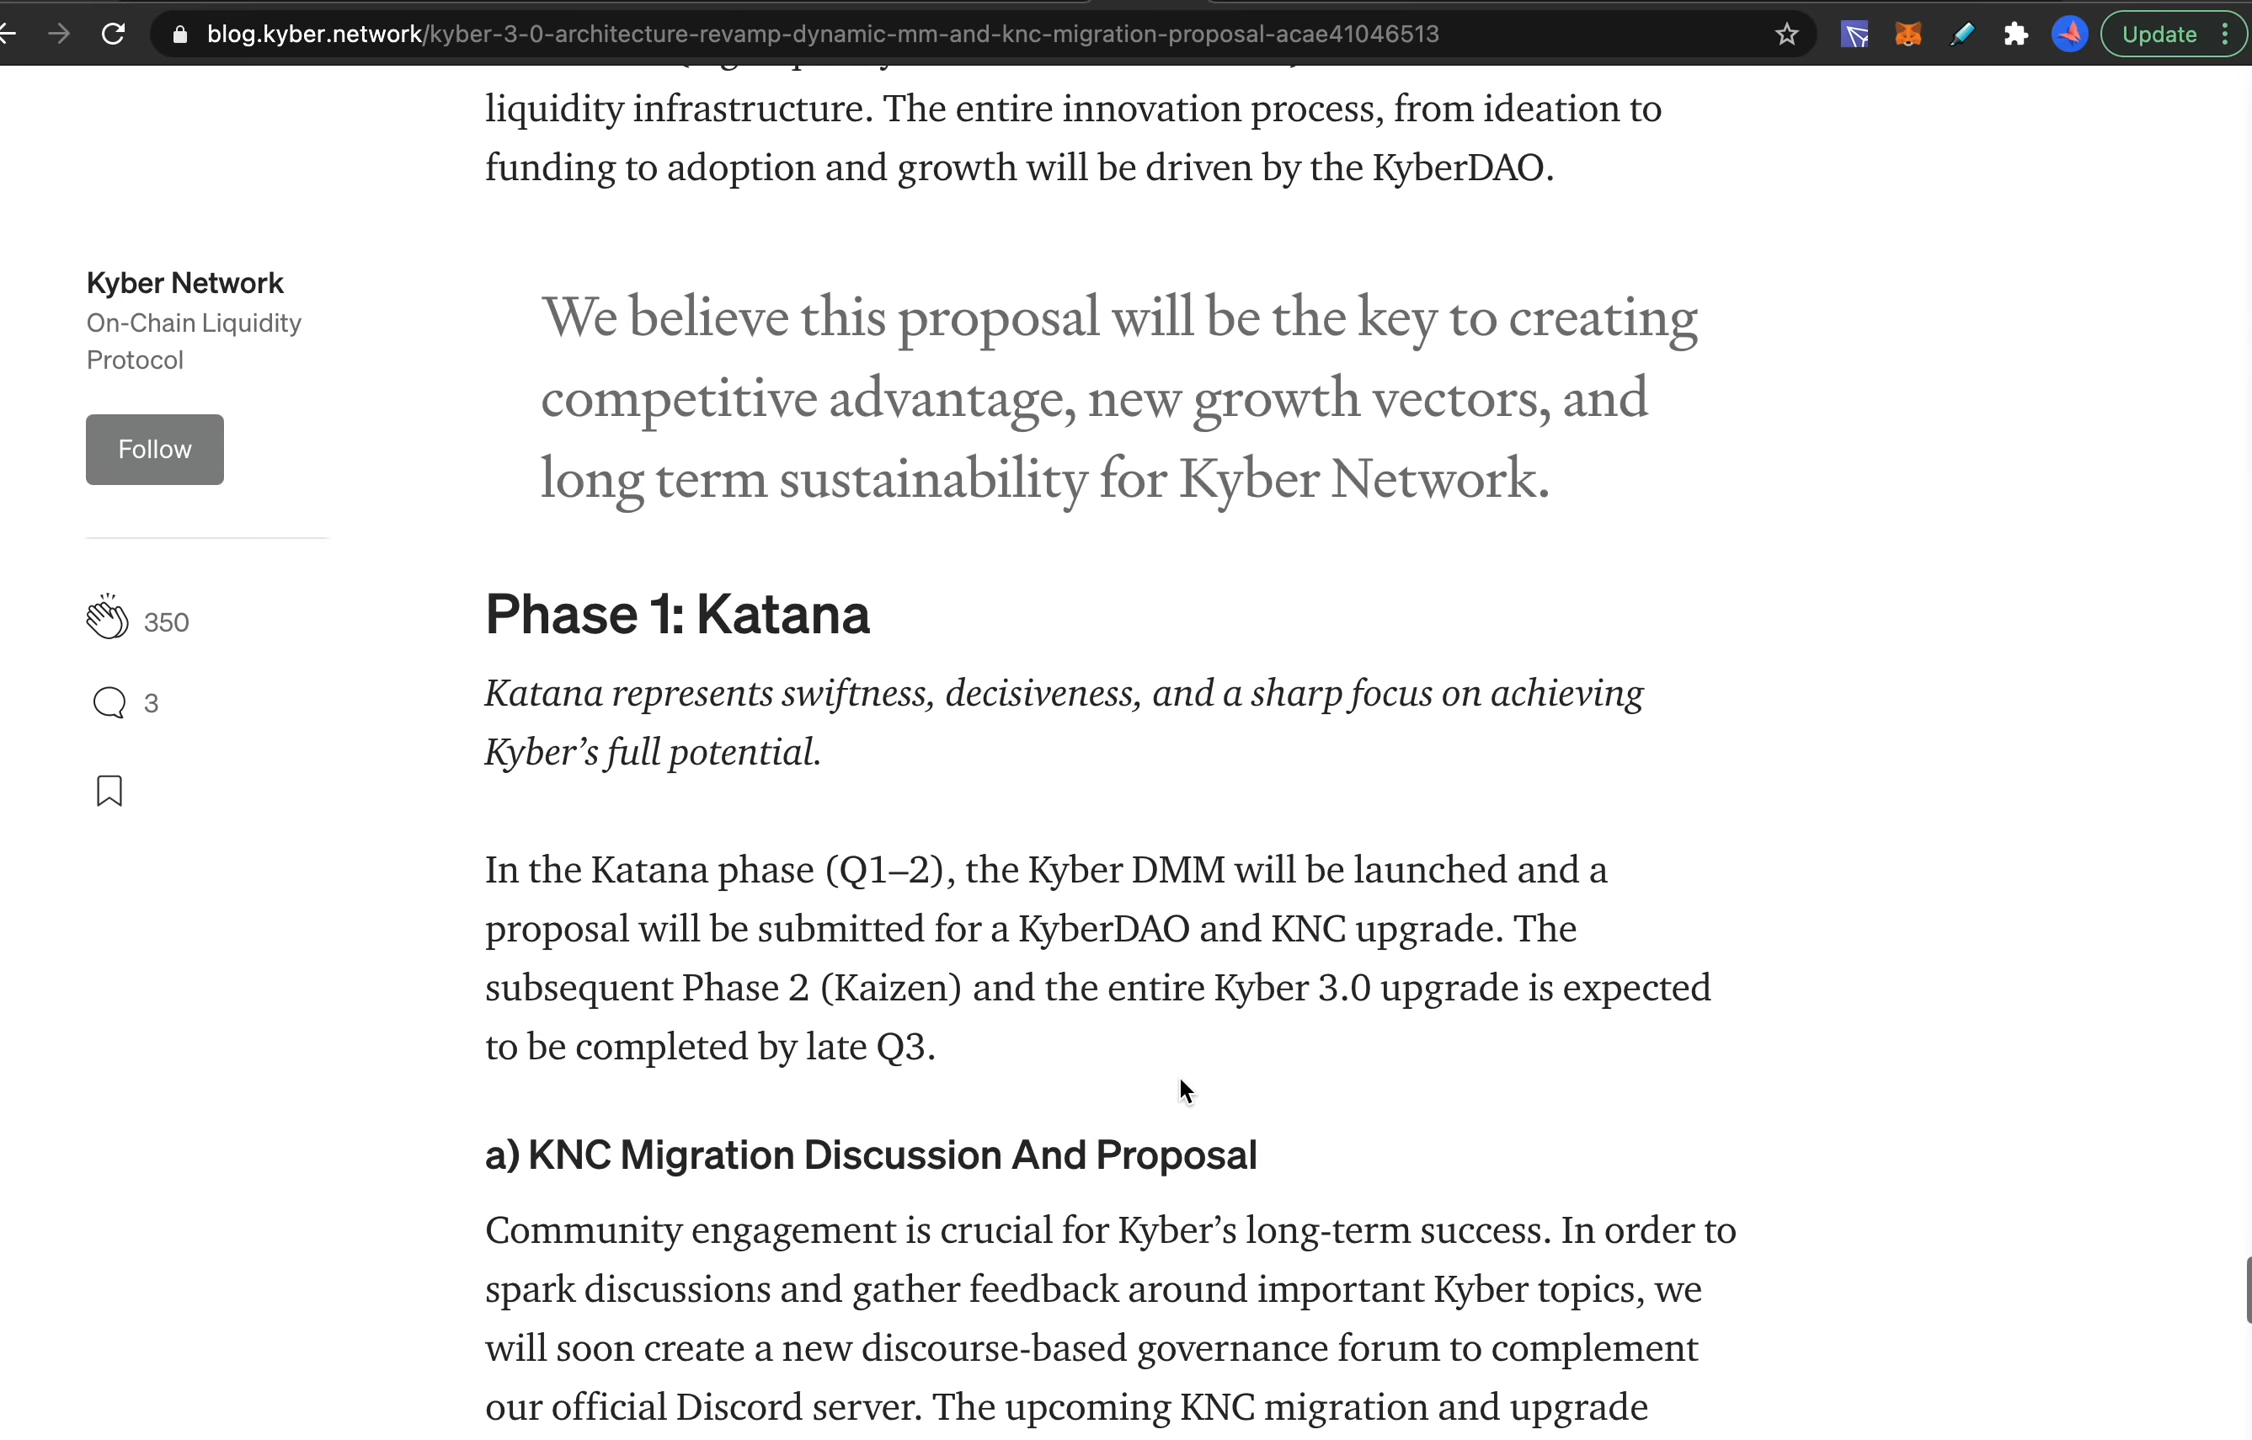 blog.kyber.network/kyber-3-0-architecture-revamp-dynamic-mm-and-knc-migration-proposal-acae41046513
Update
liquidity infrastructure. The entire innovation process, from ideation to
funding to adoption and growth will be driven by the KyberDAO.
Kyber Network
On-Chain Liquidity
Protocol
Follow
350
3
We believe this proposal will be the key to creating
competitive advantage, new growth vectors, and
long term sustainability for Kyber Network.
Phase 1: Katana
Katana represents swiftness, decisiveness, and a sharp focus on achieving
Kyber’s full potential.
In the Katana phase (Q1–2), the Kyber DMM will be launched and a
proposal will be submitted for a KyberDAO and KNC upgrade. The
subsequent Phase 2 (Kaizen) and the entire Kyber 3.0 upgrade is expected
to be completed by late Q3.
a) KNC Migration Discussion And Proposal
Community engagement is crucial for Kyber’s long-term success. In order to
spark discussions and gather feedback around important Kyber topics, we
will soon create a new discourse-based governance forum to complement
our official Discord server. The upcoming KNC migration and upgrade